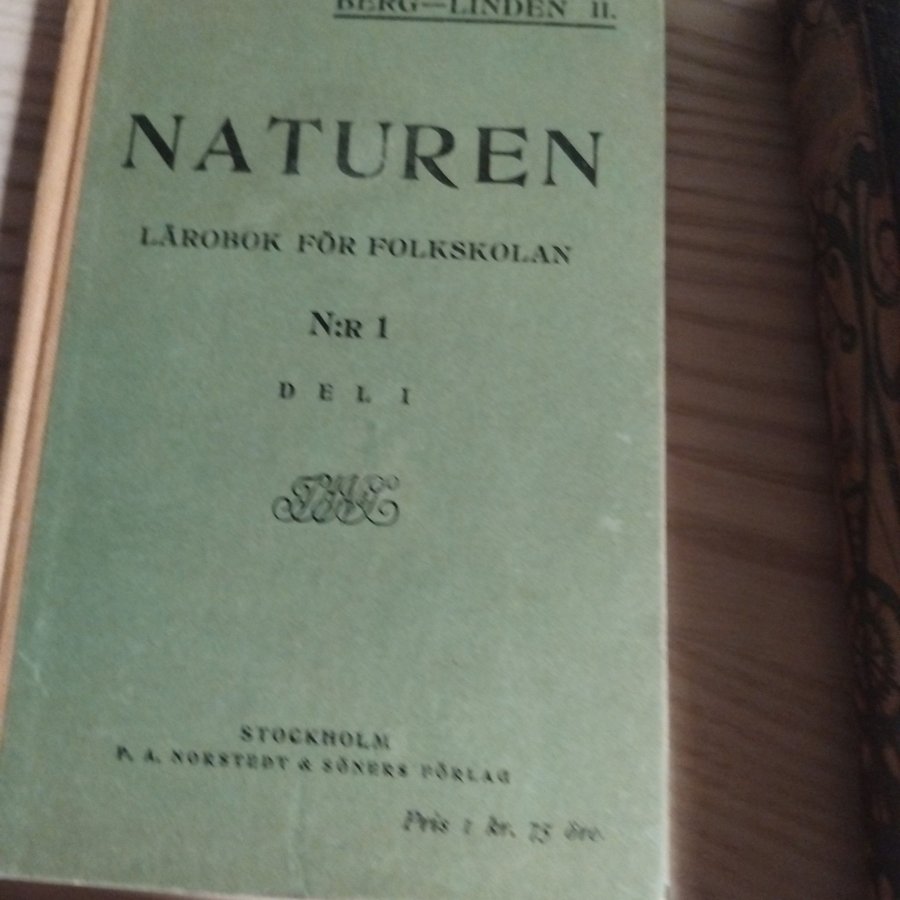 BERG—LINDEN II.
NATUREN
LÄROBOK FÖR FOLKSKOLAN
N:R 1
DEL I
STOCKHOLM
P. A. NORSTEDT & SÖNERS FÖRLAG
Pris 1 kr. 75 öre.